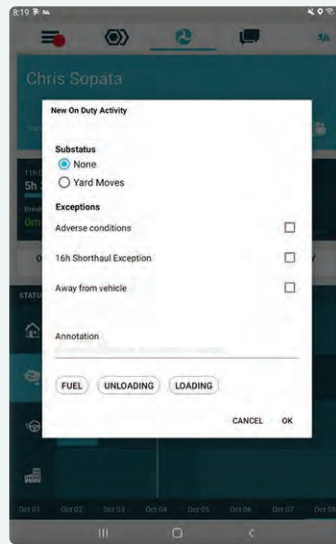 8:19
Chris Sopata
5h
0m
STATU
New On Duty Activity
Substatus
None
Yard Moves
Exceptions
Adverse conditions
16h Shorthaul Exception
Away from vehicle
Annotation
FUEL
UNLOADING
LOADING
CANCEL OK
Oct 01 Oct 02 Oct 03 Oct 04 Oct 05 Oct 06 Oct 07 Oct 08